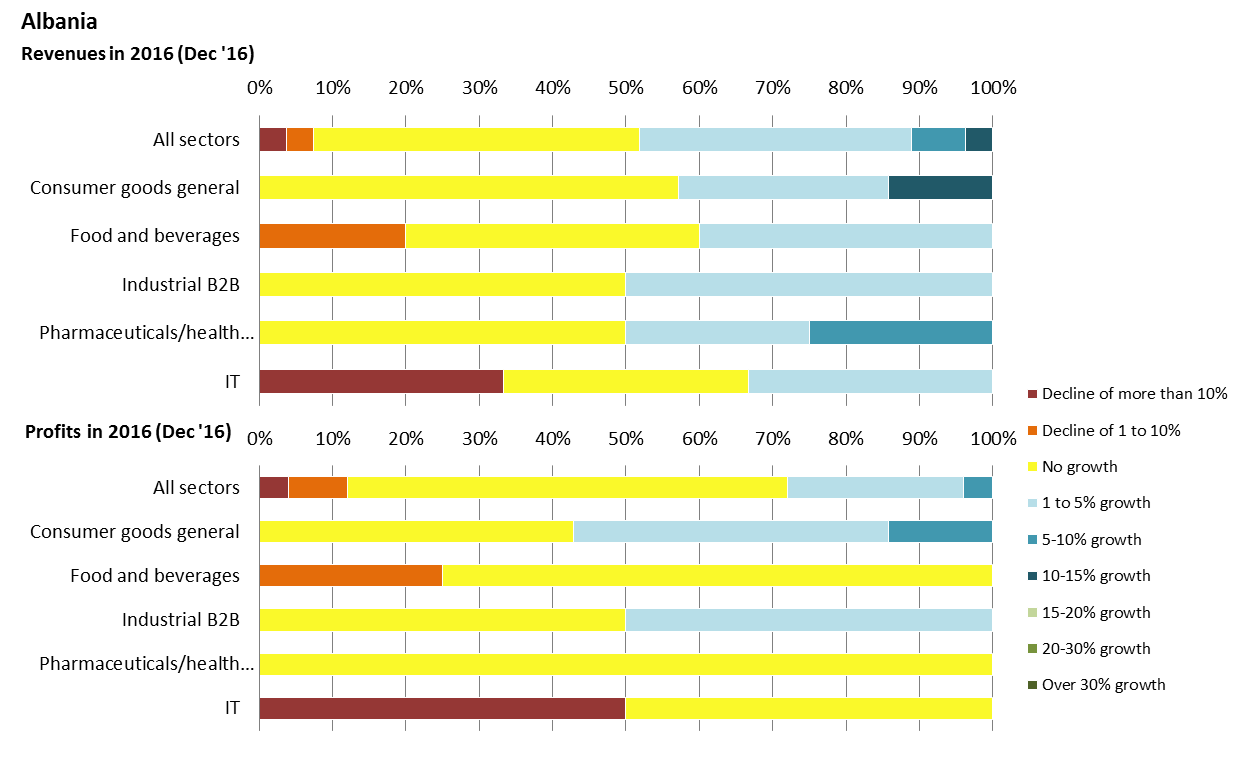 Albania
Revenues in 2016 (Dec '16)
0% 10% 20% 30% 40% 50% 60% 70% 80% 90% 100%
All sectors
Consumer goods general
Food and beverages
Industrial B2B
Pharmaceuticals/health...
IT
Profits in 2016 (Dec '16)
0% 10% 20% 30% 40% 50% 60% 70% 80% 90% 100%
All sectors
Consumer goods general
Food and beverages
Industrial B2B
Pharmaceuticals/health...
IT
Decline of more than 10%
Decline of 1 to 10%
No growth
1 to 5% growth
5-10% growth
10-15% growth
15-20% growth
20-30% growth
Over 30% growth